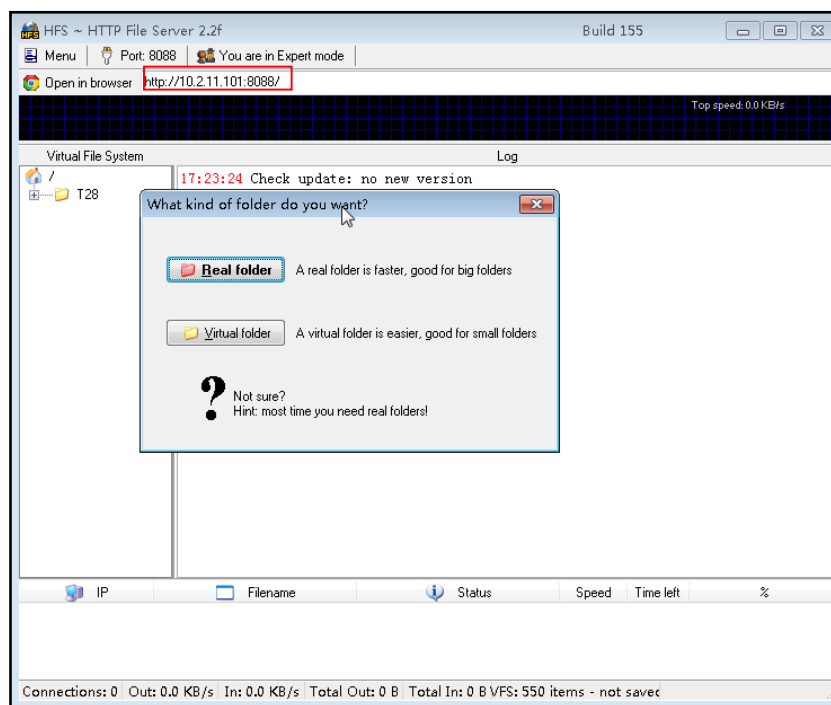 HFS ~ HTTP File Server 2.2f Build 155
Menu Port: 8088 You are in Expert mode
Open in browser http://10.2.11.101:8088/
Top speed: 0.0 KB/s
Virtual File System Log
/ 17:23:24 Check update: no new version
T28
What kind of folder do you want?
Real folder A real folder is faster, good for big folders
Virtual folder A virtual folder is easier, good for small folders
? Not sure?
Hint: most time you need real folders!
IP Filename Status Speed Time left %
Connections: 0 Out: 0.0 KB/s In: 0.0 KB/s Total Out: 0 B Total In: 0 B VFS: 550 items - not saved